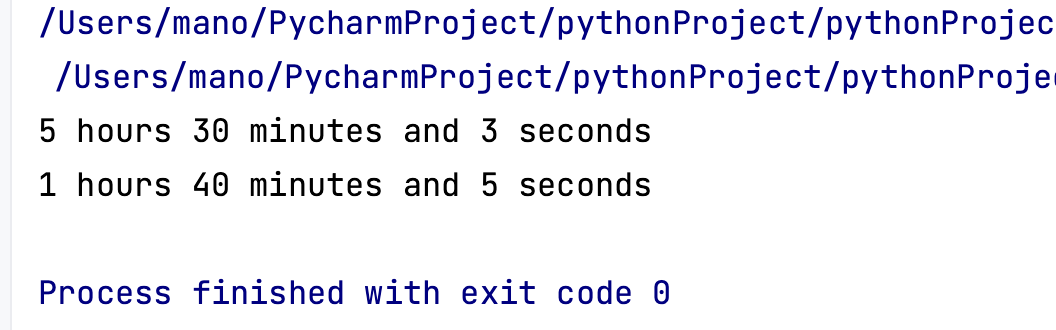 /Users/mano/PycharmProject/pythonProject/pythonProjec
/Users/mano/PycharmProject/pythonProject/pythonProje
5 hours 30 minutes and 3 seconds
1 hours 40 minutes and 5 seconds
Process finished with exit code 0